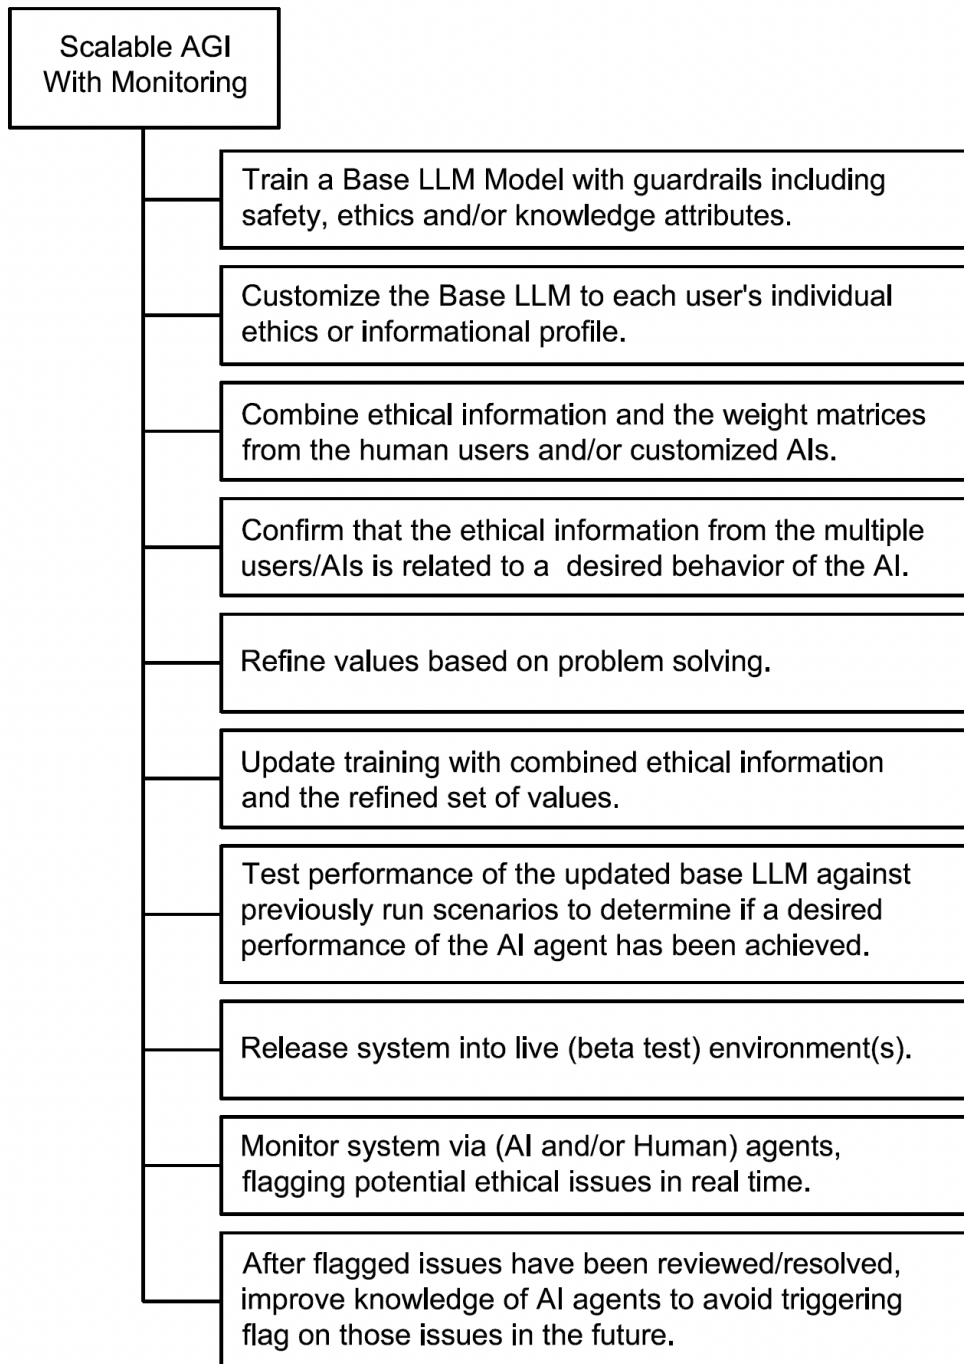 Scalable AGI
With Monitoring
Train a Base LLM Model with guardrails including
safety, ethics and/or knowledge attributes.
Customize the Base LLM to each user's individual
ethics or informational profile.
Combine ethical information and the weight matrices
from the human users and/or customized AIs.
Confirm that the ethical information from the multiple
users/AIs is related to a  desired behavior of the AI.
Refine values based on problem solving.
Update training with combined ethical information
and the refined set of values.
Test performance of the updated base LLM against
previously run scenarios to determine if a desired
performance of the AI agent has been achieved.
Release system into live (beta test) environment(s).
Monitor system via (AI and/or Human) agents,
flagging potential ethical issues in real time.
After flagged issues have been reviewed/resolved,
improve knowledge of AI agents to avoid triggering
flag on those issues in the future.